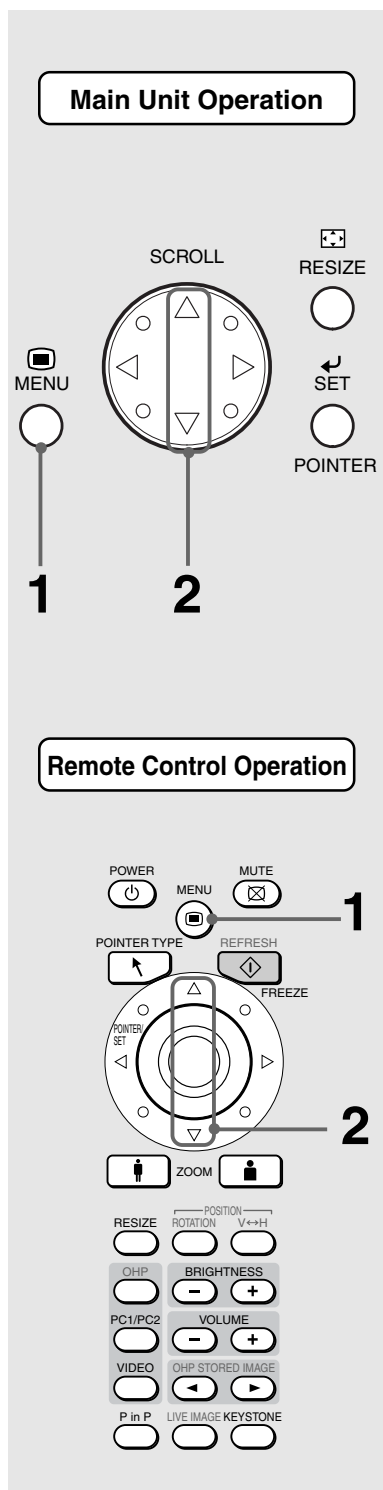 Main Unit Operation
SCROLL
RESIZE
MENU
SET
POINTER
1
2
Remote Control Operation
POWER
MUTE
MENU
1
POINTER TYPE
REFRESH
FREEZE
POINTER/
SET
2
ZOOM
POSITION
RESIZE
ROTATION
V↔H
OHP
BRIGHTNESS
− +
PC1/PC2
VOLUME
− +
VIDEO
OHP STORED IMAGE
P in P
LIVE IMAGE
KEYSTONE